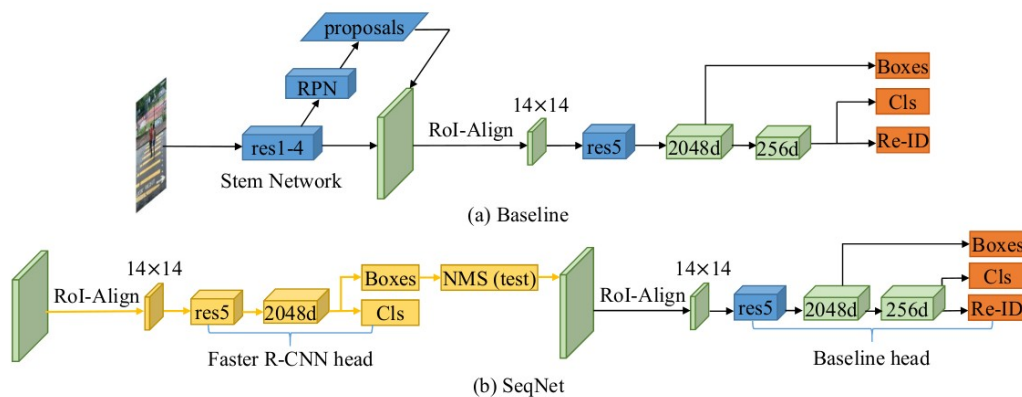 proposals
RPN
res1-4
Stem Network
RoI-Align
14×14
res5
2048d
256d
Boxes
Cls
Re-ID
(a) Baseline
RoI-Align
14×14
res5
2048d
Boxes
Cls
NMS (test)
Faster R-CNN head
RoI-Align
14×14
res5
2048d
256d
Boxes
Cls
Re-ID
Baseline head
(b) SeqNet